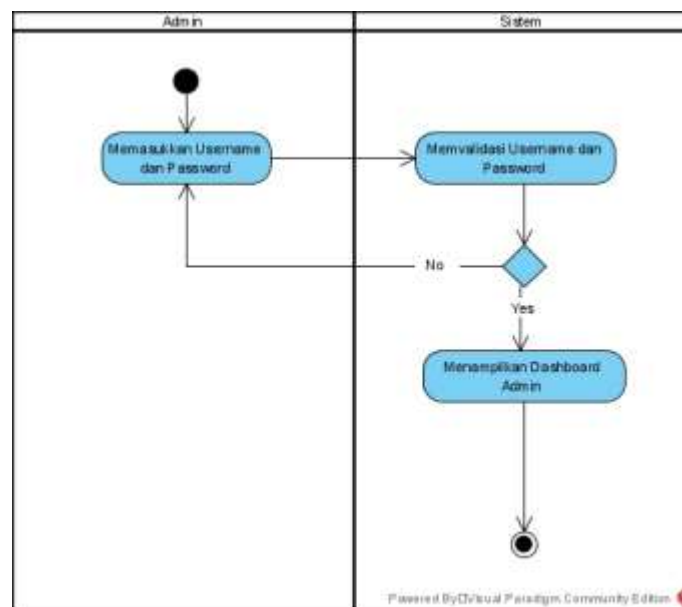 Admin
Sistem
Memasukkan Username
dan Password
Memvalidasi Username dan
Password
No
Yes
Menampilkan Dashboard
Admin
Powered By Visual Paradigm Community Edition